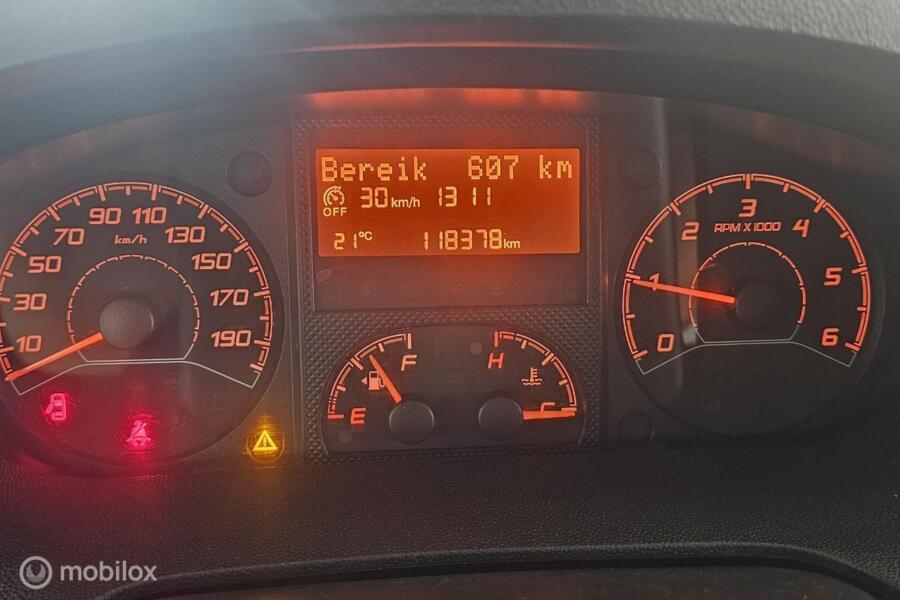 Bereik 607 km
OFF 30 km/h 13 11
21°C 118378 km
10 30 50 70 90 110 130 150 170 190
km/h
0 1 2 3 4 5 6
RPM X 1000
E F
H C
mobilox